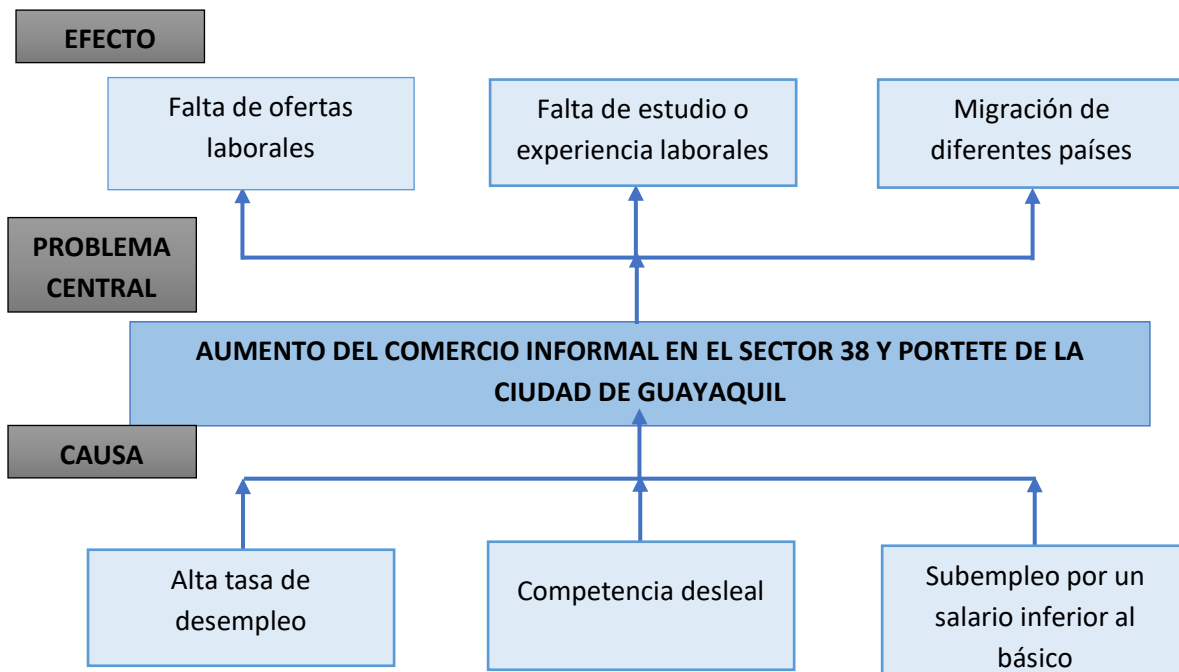 EFECTO
Falta de ofertas
laborales
Falta de estudio o
experiencia laborales
Migración de
diferentes países
PROBLEMA
CENTRAL
AUMENTO DEL COMERCIO INFORMAL EN EL SECTOR 38 Y PORTETE DE LA
CIUDAD DE GUAYAQUIL
CAUSA
Alta tasa de
desempleo
Competencia desleal
Subempleo por un
salario inferior al
básico